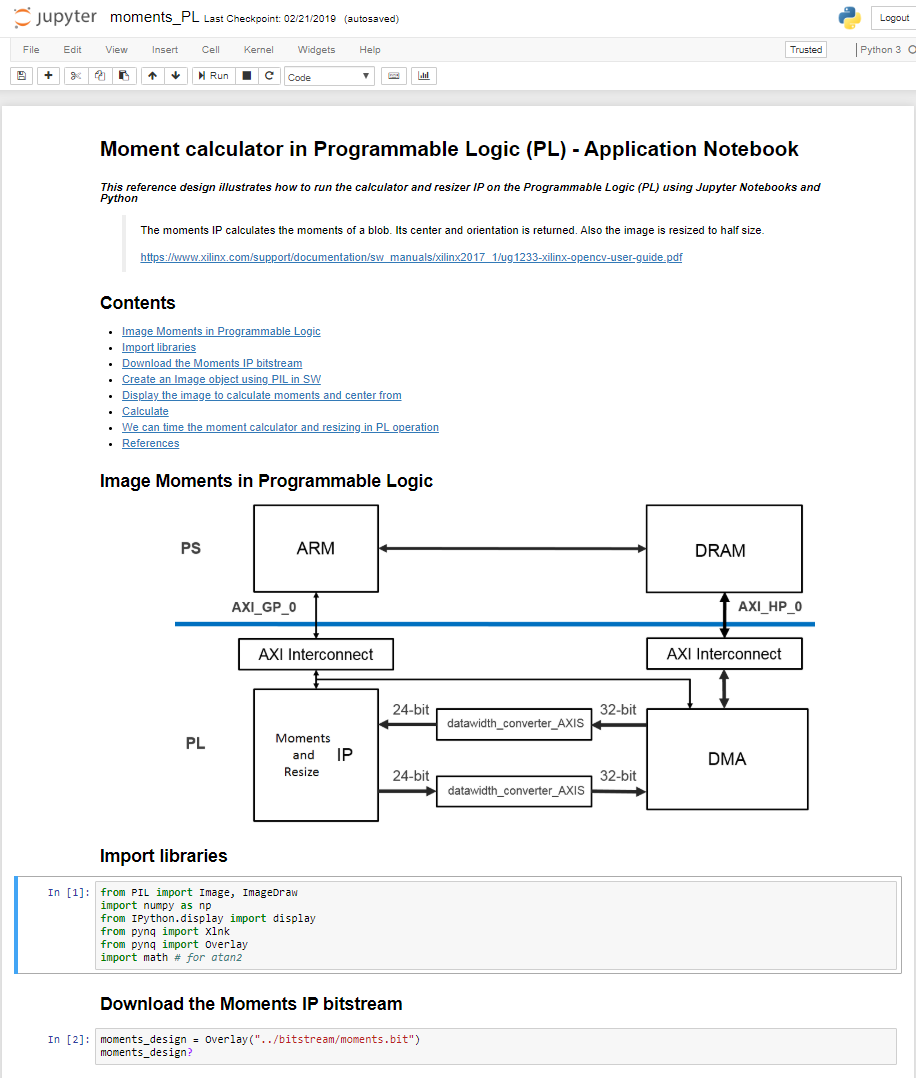 jupyter moments_PL Last Checkpoint: 02/21/2019 (autosaved) Logout
File Edit View Insert Cell Kernel Widgets Help Trusted Python 3
Run Code
Moment calculator in Programmable Logic (PL) - Application Notebook
This reference design illustrates how to run the calculator and resizer IP on the Programmable Logic (PL) using Jupyter Notebooks and
Python
The moments IP calculates the moments of a blob. Its center and orientation is returned. Also the image is resized to half size.
https://www.xilinx.com/support/documentation/sw_manuals/xilinx2017_1/ug1233-xilinx-opencv-user-guide.pdf
Contents
Image Moments in Programmable Logic
Import libraries
Download the Moments IP bitstream
Create an Image object using PIL in SW
Display the image to calculate moments and center from
Calculate
We can time the moment calculator and resizing in PL operation
References
Image Moments in Programmable Logic
PS ARM DRAM
AXI_GP_0 AXI_HP_0
AXI Interconnect AXI Interconnect
24-bit 32-bit
datawidth_converter_AXIS
PL Moments and Resize IP DMA
24-bit 32-bit
datawidth_converter_AXIS
Import libraries
In [1]: from PIL import Image, ImageDraw
import numpy as np
from IPython.display import display
from pynq import Xlnk
from pynq import Overlay
import math # for atan2
Download the Moments IP bitstream
In [2]: moments_design = Overlay("../bitstream/moments.bit")
moments_design?